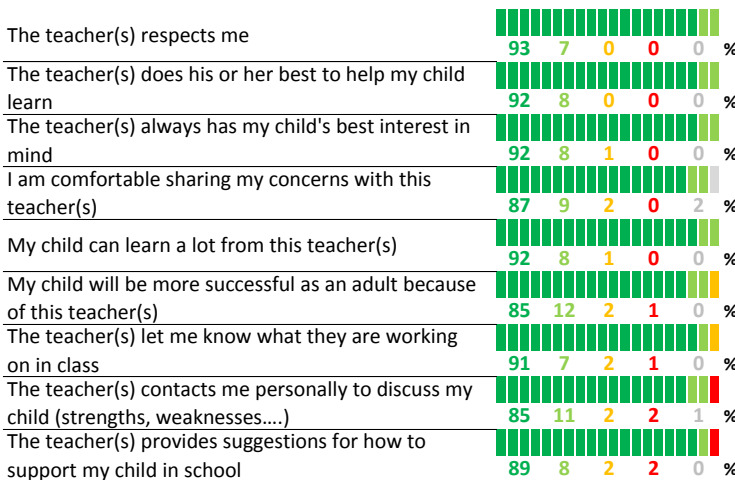 The teacher(s) respects me
93 7 0 0 0 %
The teacher(s) does his or her best to help my child
learn
92 8 0 0 0 %
The teacher(s) always has my child's best interest in
mind
92 8 1 0 0 %
I am comfortable sharing my concerns with this
teacher(s)
87 9 2 0 2 %
My child can learn a lot from this teacher(s)
92 8 1 0 0 %
My child will be more successful as an adult because
of this teacher(s)
85 12 2 1 0 %
The teacher(s) let me know what they are working
on in class
91 7 2 1 0 %
The teacher(s) contacts me personally to discuss my
child (strengths, weaknesses....)
85 11 2 2 1 %
The teacher(s) provides suggestions for how to
support my child in school
89 8 2 2 0 %